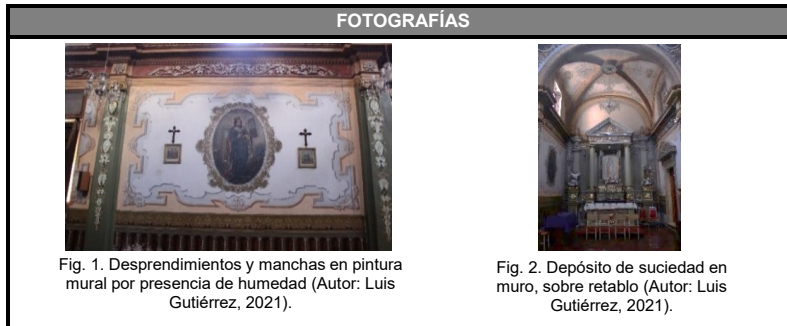 FOTOGRAFÍAS
Fig. 1. Desprendimientos y manchas en pintura
mural por presencia de humedad (Autor: Luis
Gutiérrez, 2021).
Fig. 2. Depósito de suciedad en
muro, sobre retablo (Autor: Luis
Gutiérrez, 2021).